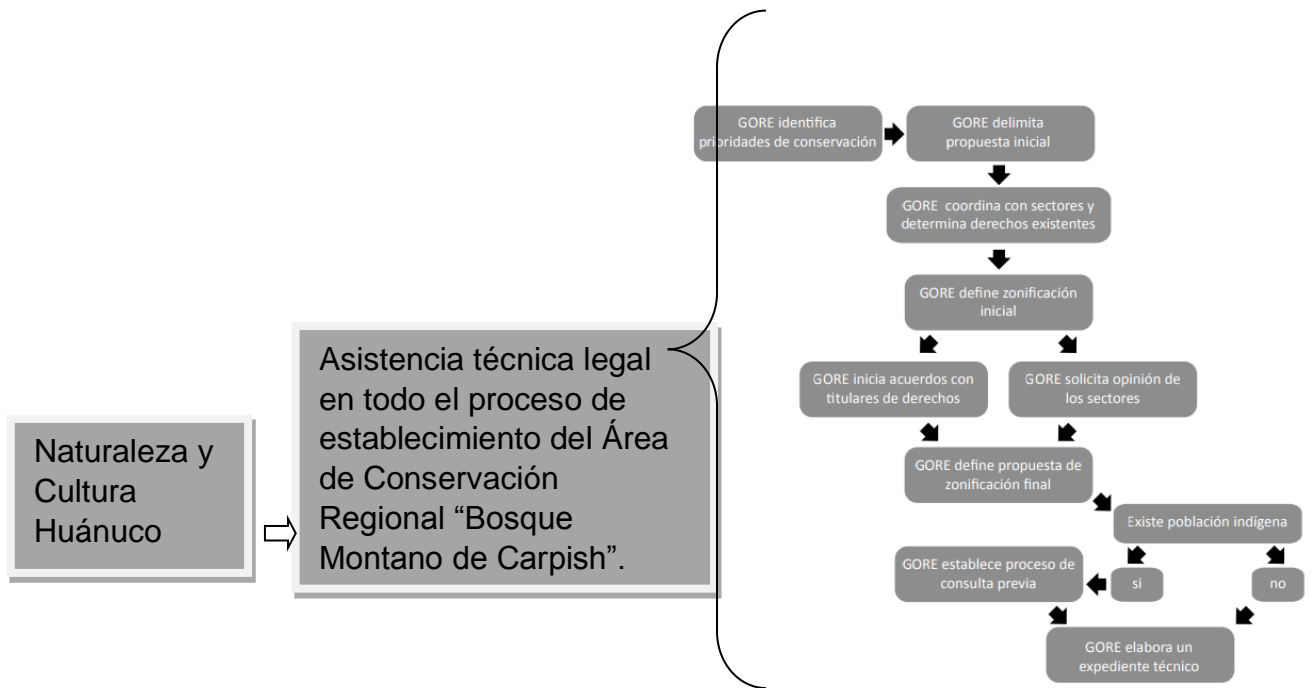 GORE identifica
prioridades de conservación
GORE delimita
propuesta inicial
GORE coordina con sectores y
determina derechos existentes
GORE define zonificación
inicial
GORE inicia acuerdos con
titulares de derechos
GORE solicita opinión de
los sectores
GORE define propuesta de
zonificación final
Existe población indígena
GORE establece proceso de
consulta previa
si
no
GORE elabora un
expediente técnico
Asistencia técnica legal
en todo el proceso de
establecimiento del Área
de Conservación
Regional “Bosque
Montano de Carpish”.
Naturaleza y
Cultura
Huánuco